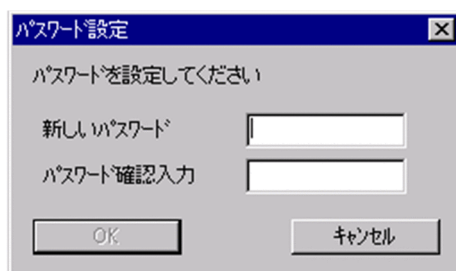 パスワード設定
パスワードを設定してください
新しいパスワード
パスワード確認入力
OK
キャンセル